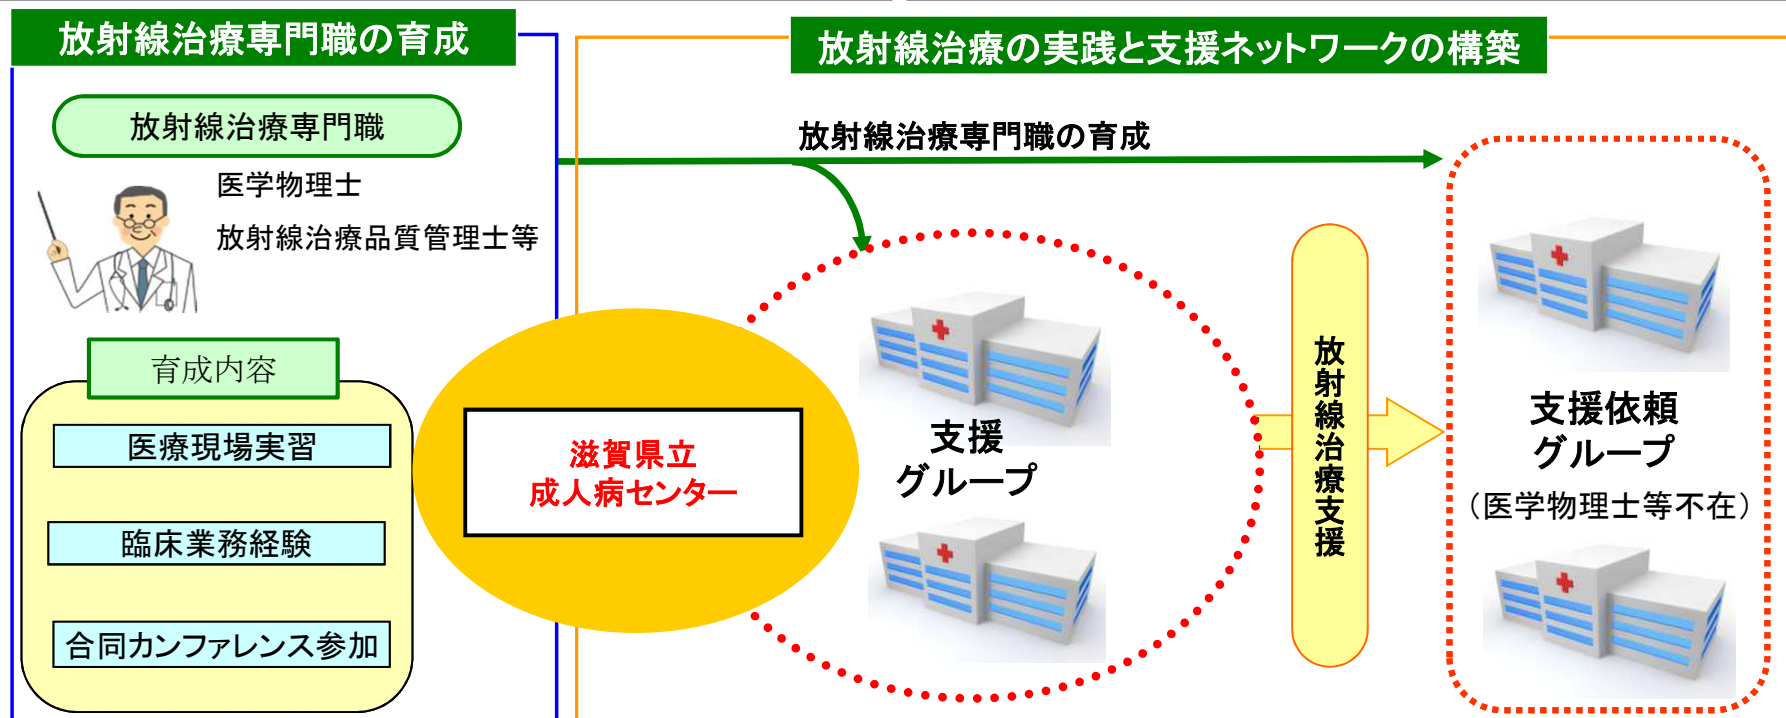 放射線治療専門職の育成
放射線治療専門職
医学物理士
放射線治療品質管理士等
育成内容
医療現場実習
臨床業務経験
合同カンファレンス参加
放射線治療の実践と支援ネットワークの構築
放射線治療専門職の育成
滋賀県立
成人病センター
支援
グループ
放射線治療支援
支援依頼
グループ
（医学物理士等不在）